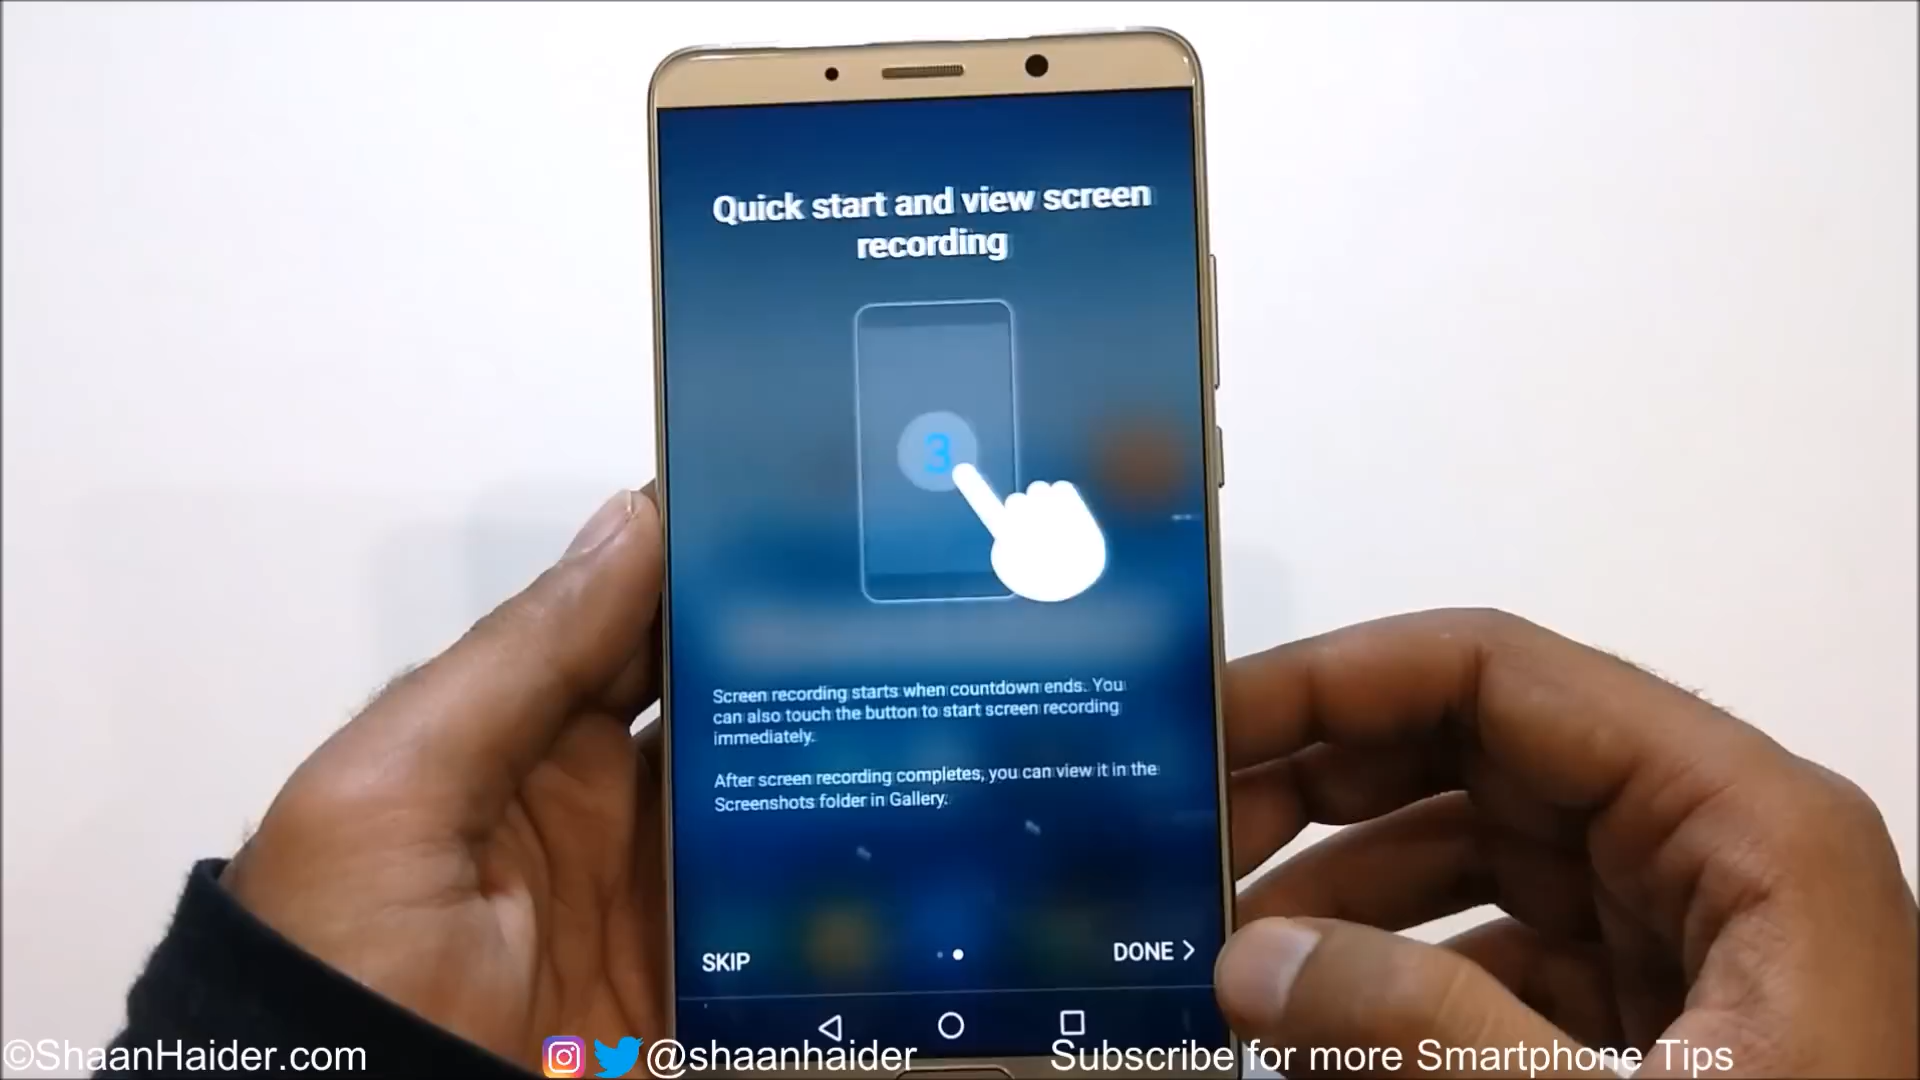 Quick start and view screen
recording
3
Screen recording starts when countdown ends. You
can also touch the button to start screen recording
immediately.
After screen recording completes, you can view it in the
Screenshots folder in Gallery.
SKIP
DONE >
©ShaanHaider.com
@shaanhaider
Subscribe for more Smartphone Tips